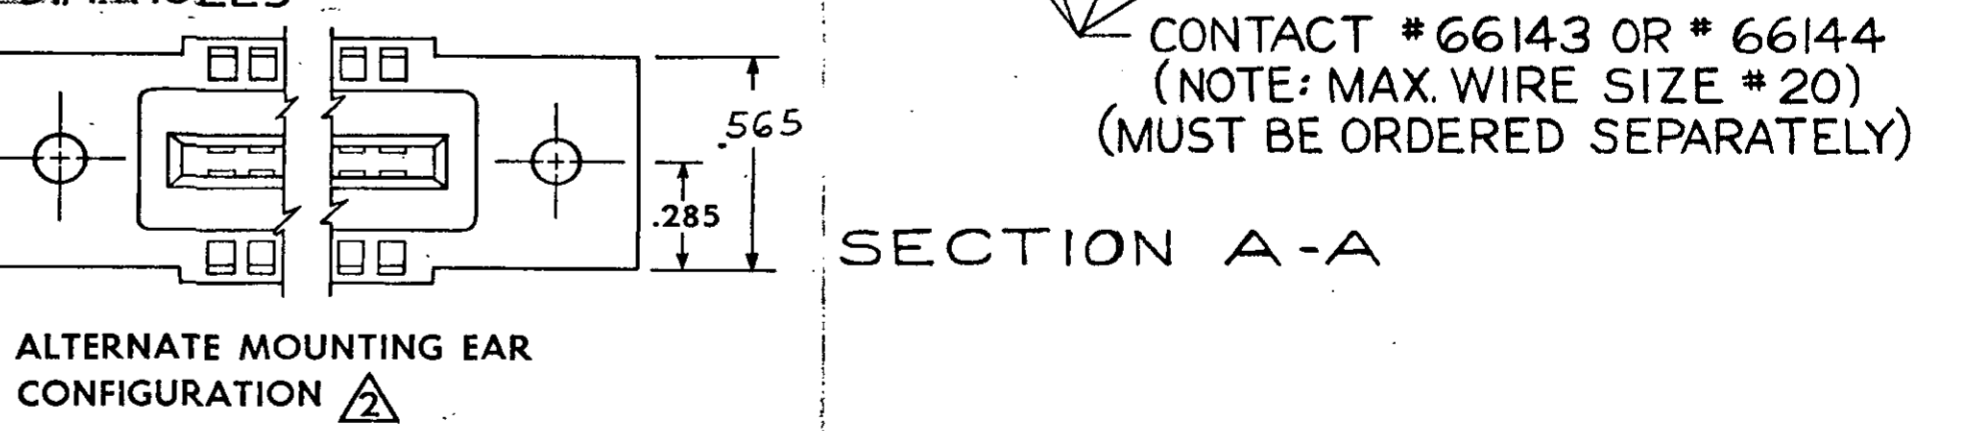 CONTACT #66143 OR # 66144
(NOTE: MAX. WIRE SIZE # 20)
(MUST BE ORDERED SEPARATELY)
.565
.285
SECTION A-A
ALTERNATE MOUNTING EAR
CONFIGURATION 2